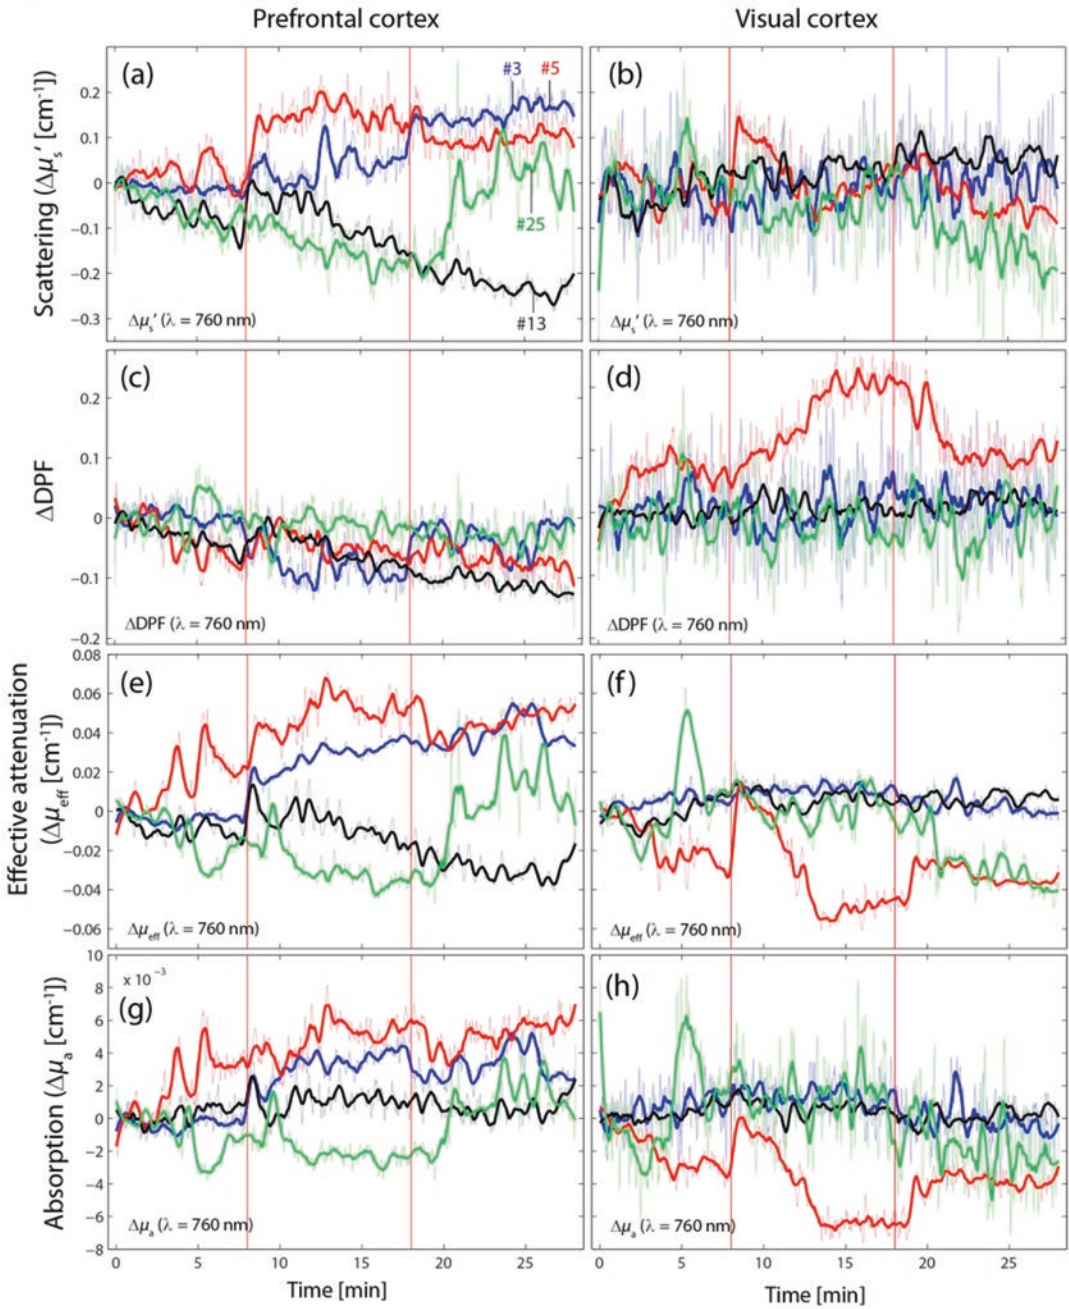 Prefrontal cortex
Visual cortex
Scattering (Δμs′ [cm-1])
(a)
#3
#5
0.2
0.1
0
−0.1
−0.2
−0.3
#25
#13
Δμs′ (λ = 760 nm)
(b)
Δμs′ (λ = 760 nm)
ΔDPF
(c)
0.2
0.1
0
−0.1
−0.2
ΔDPF (λ = 760 nm)
(d)
ΔDPF (λ = 760 nm)
Effective attenuation
(Δμeff [cm-1])
0.08
0.06
0.04
0.02
0
−0.02
−0.04
−0.06
(e)
Δμeff (λ = 760 nm)
(f)
Δμeff (λ = 760 nm)
Absorption (Δμa [cm-1])
10
8
6
4
2
0
−2
−4
−6
−8
x 10 −3
(g)
Δμa (λ = 760 nm)
(h)
Δμa (λ = 760 nm)
0 5 10 15 20 25
0 5 10 15 20 25
Time [min]
Time [min]